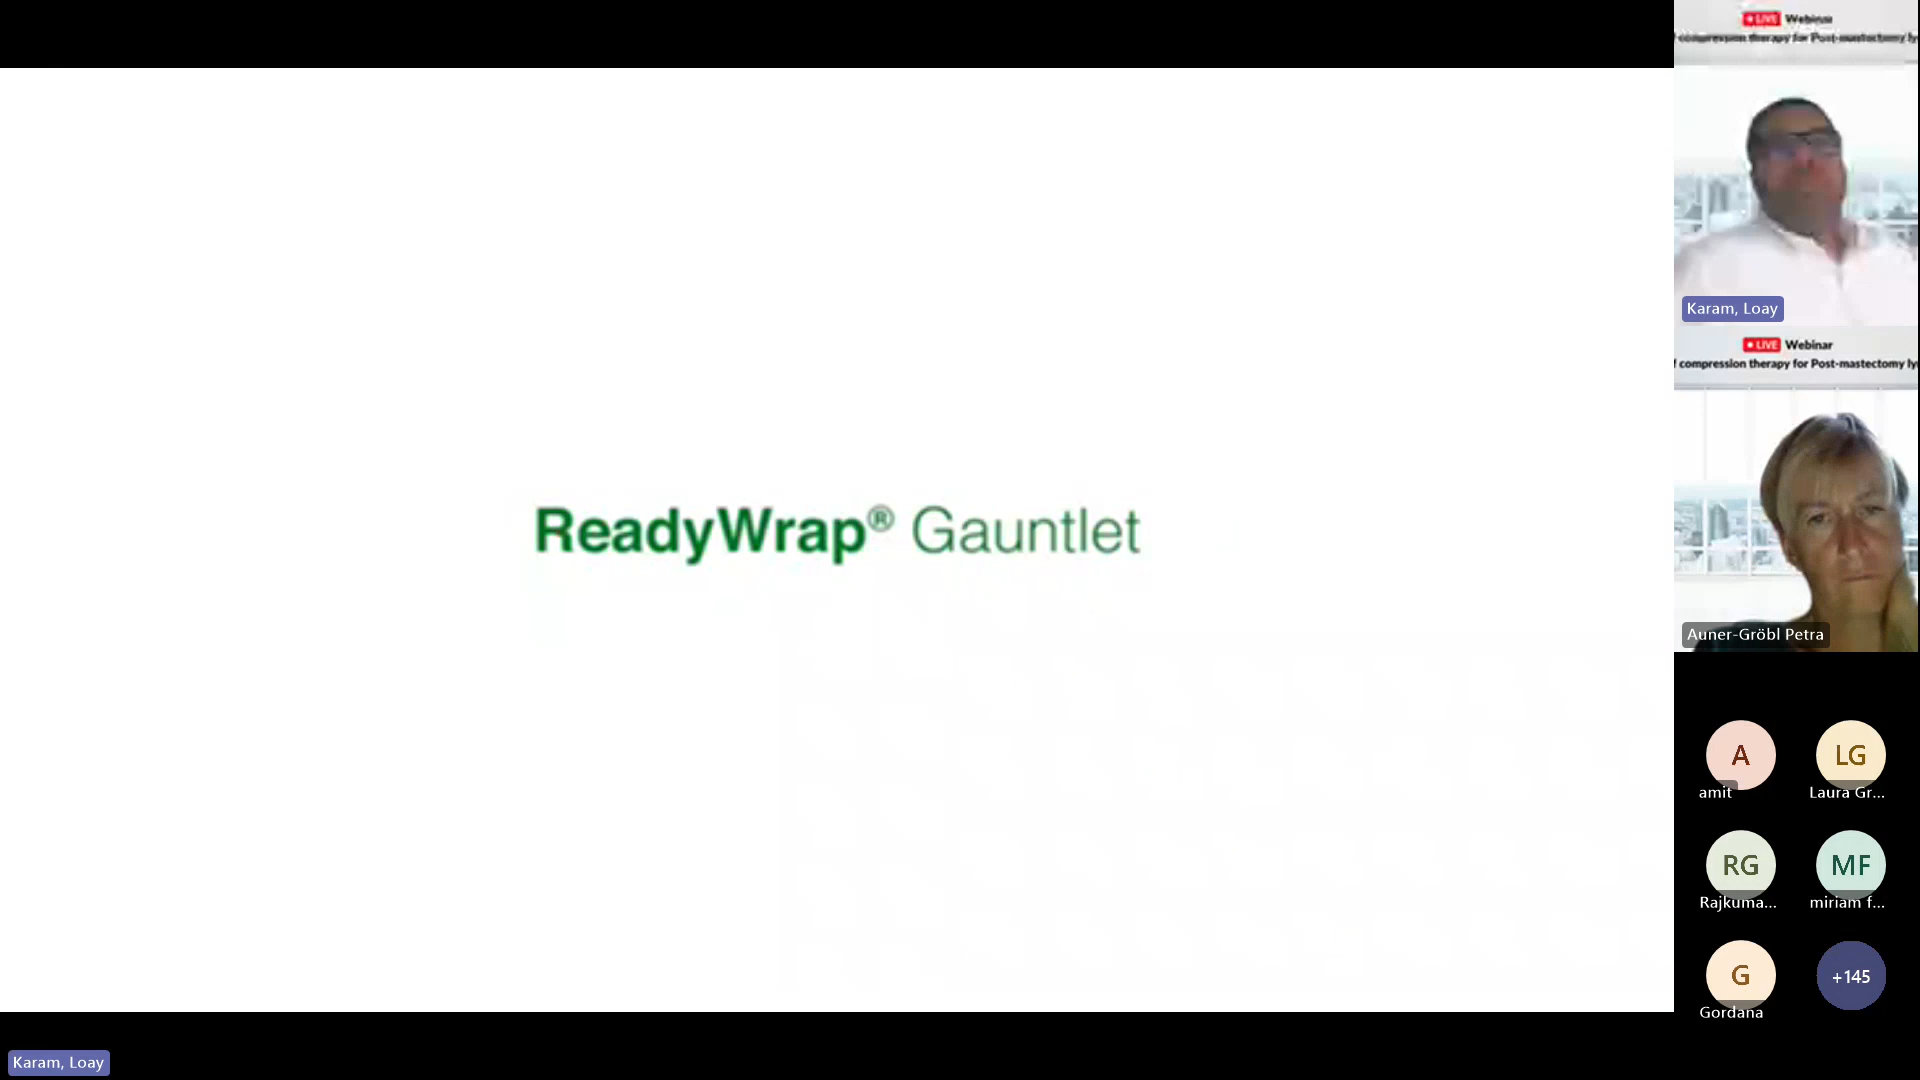 ReadyWrap® Gauntlet
LIVE Webinar
compression therapy for Post-mastectomy ly
Karam, Loay
LIVE Webinar
f compression therapy for Post-mastectomy ly
Auner-Gröbl Petra
A
amit
LG
Laura Gr...
RG
Rajkuma...
MF
miriam f...
G
Gordana
+145
Karam, Loay